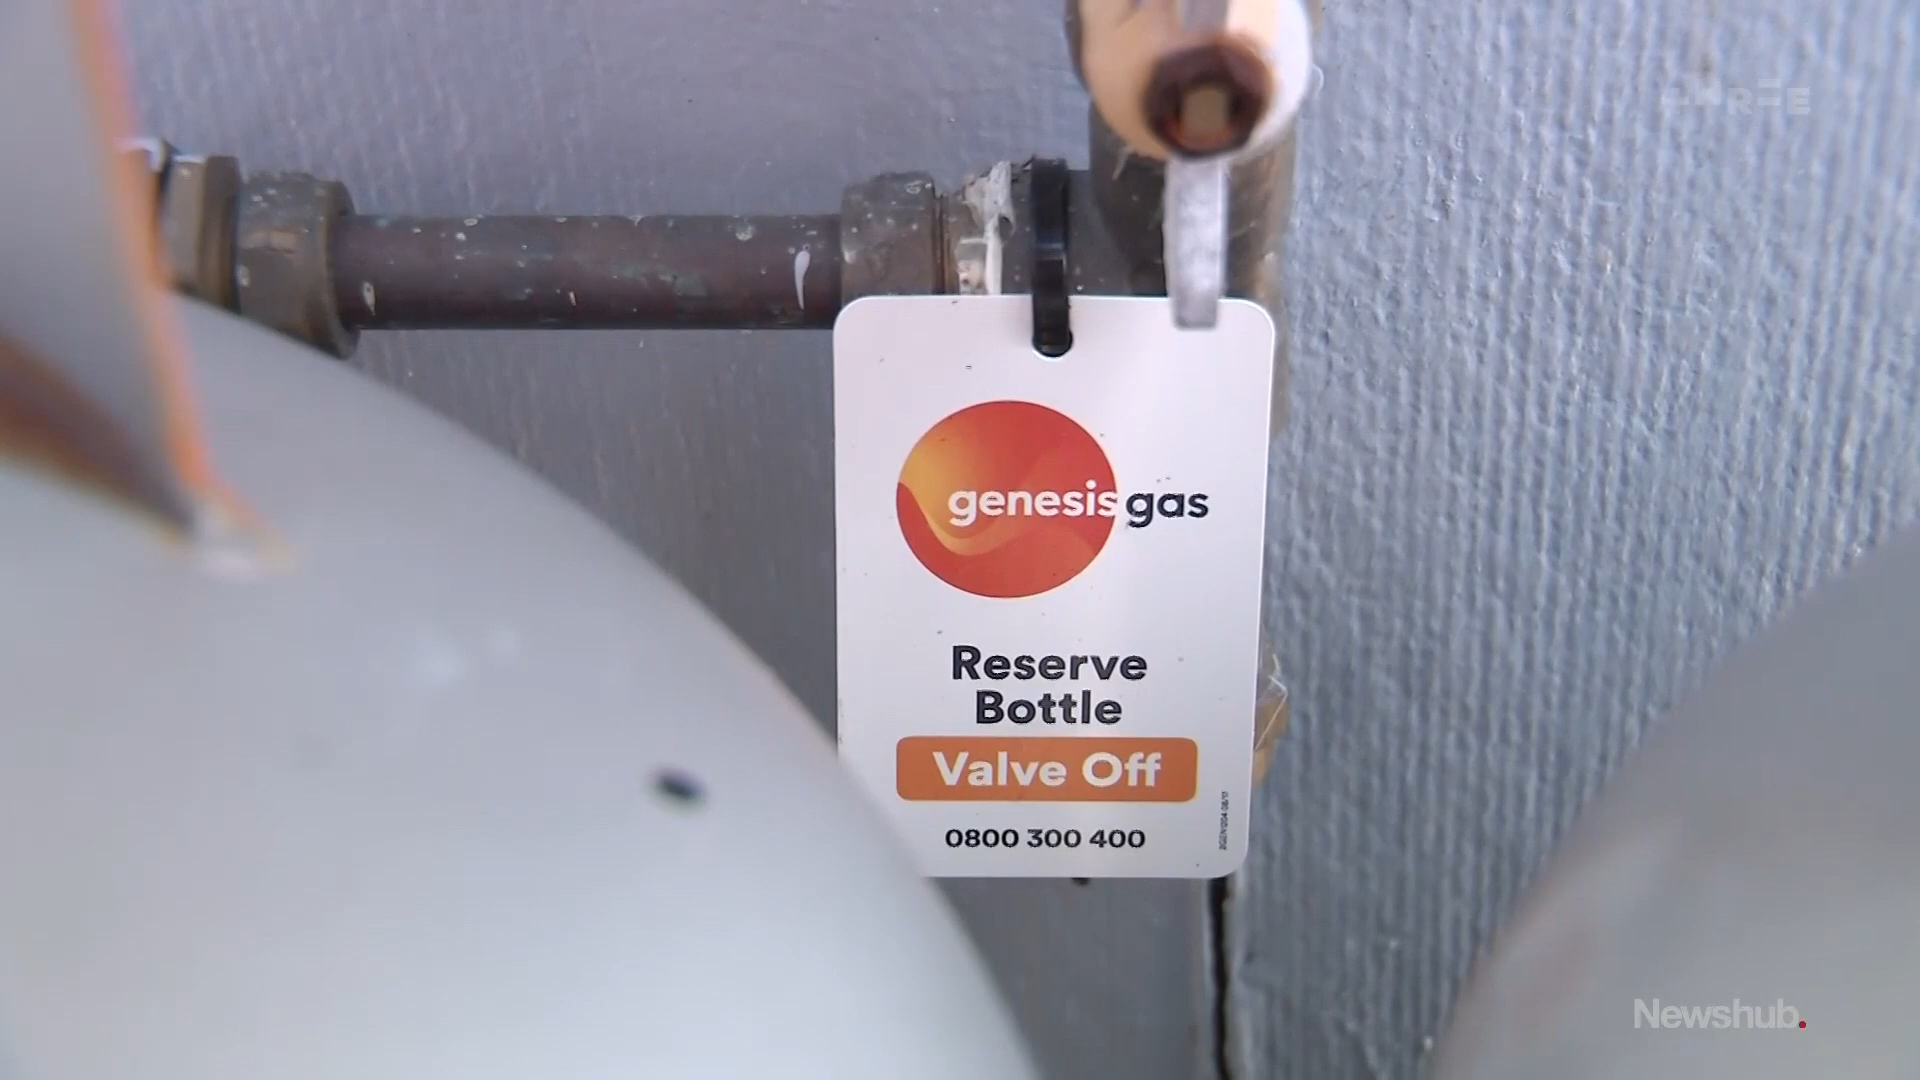 genesis gas
Reserve
Bottle
Valve Off
0800 300 400
Newshub.